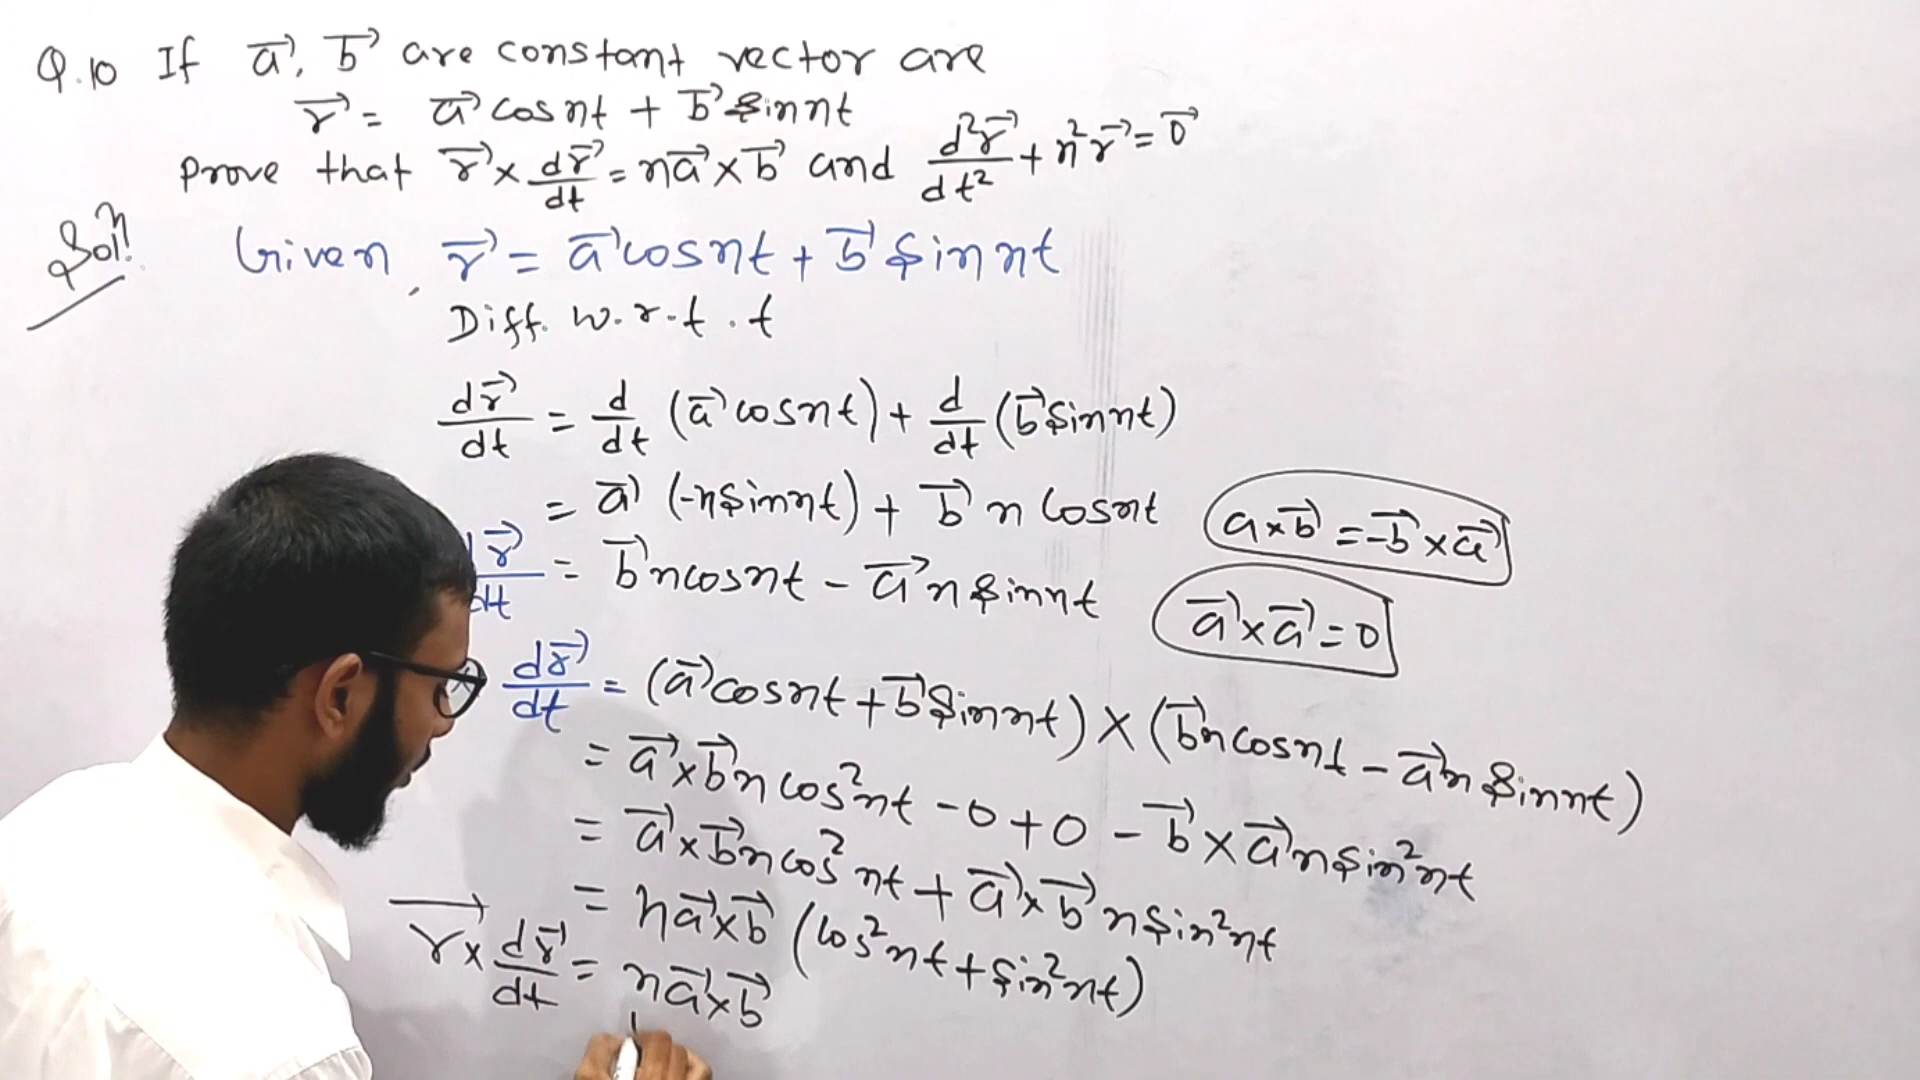 Q.10 If a⃗, b⃗ are constant vector are
r⃗ = a⃗ cos nt + b⃗ sin nt
Prove that r⃗ × dr⃗/dt = n a⃗ × b⃗ and d²r⃗/dt² + n² r⃗ = 0⃗
Solⁿ. Given, r⃗ = a⃗ cos nt + b⃗ sin nt
Diff. w.r.t. t
dr⃗/dt = d/dt (a⃗ cos nt) + d/dt (b⃗ sin nt)
= a⃗ (-n sin nt) + b⃗ n cos nt
a × b⃗ = -b⃗ × a⃗
dr⃗/dt = b⃗ n cos nt - a⃗ n sin nt
a⃗ × a⃗ = 0
dr⃗/dt = (a⃗ cos nt + b⃗ sin nt) × (b⃗ n cos nt - a⃗ n sin nt)
= a⃗ × b⃗ n cos² nt - 0 + 0 - b⃗ × a⃗ n sin² nt
= a⃗ × b⃗ n cos² nt + a⃗ × b⃗ n sin² nt
= n a⃗ × b⃗ (cos² nt + sin² nt)
r⃗ × dr⃗/dt = n a⃗ × b⃗